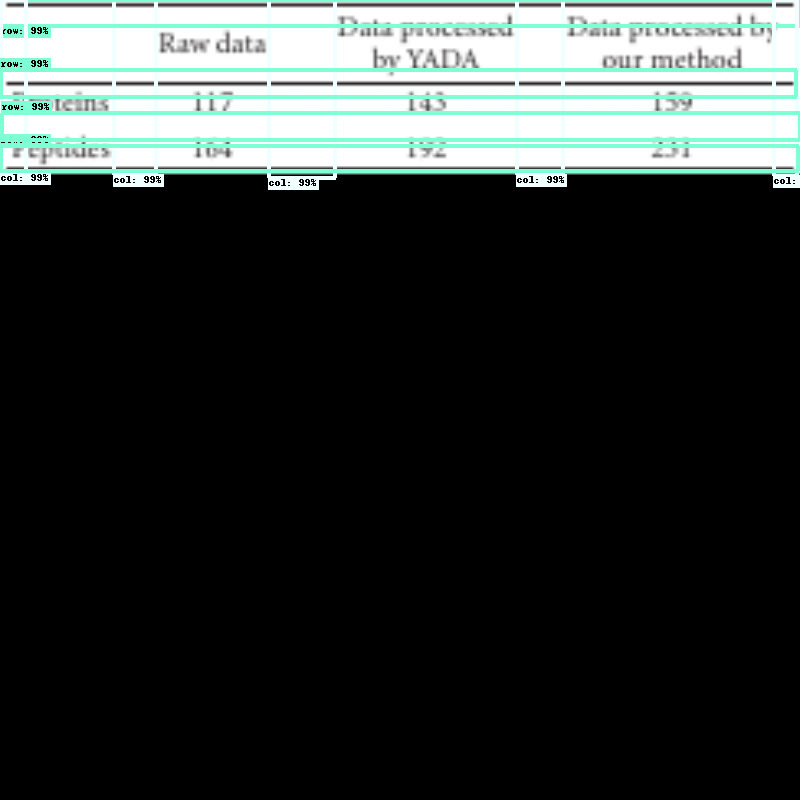 row: 99%
Data processed Data processed by
Raw data
by YADA our method
row: 99%
Proteins 117 143 159
row: 99%
row: 99%
Peptides 164 192 231
col: 99% col: 99% col: 99% col: 99% col: